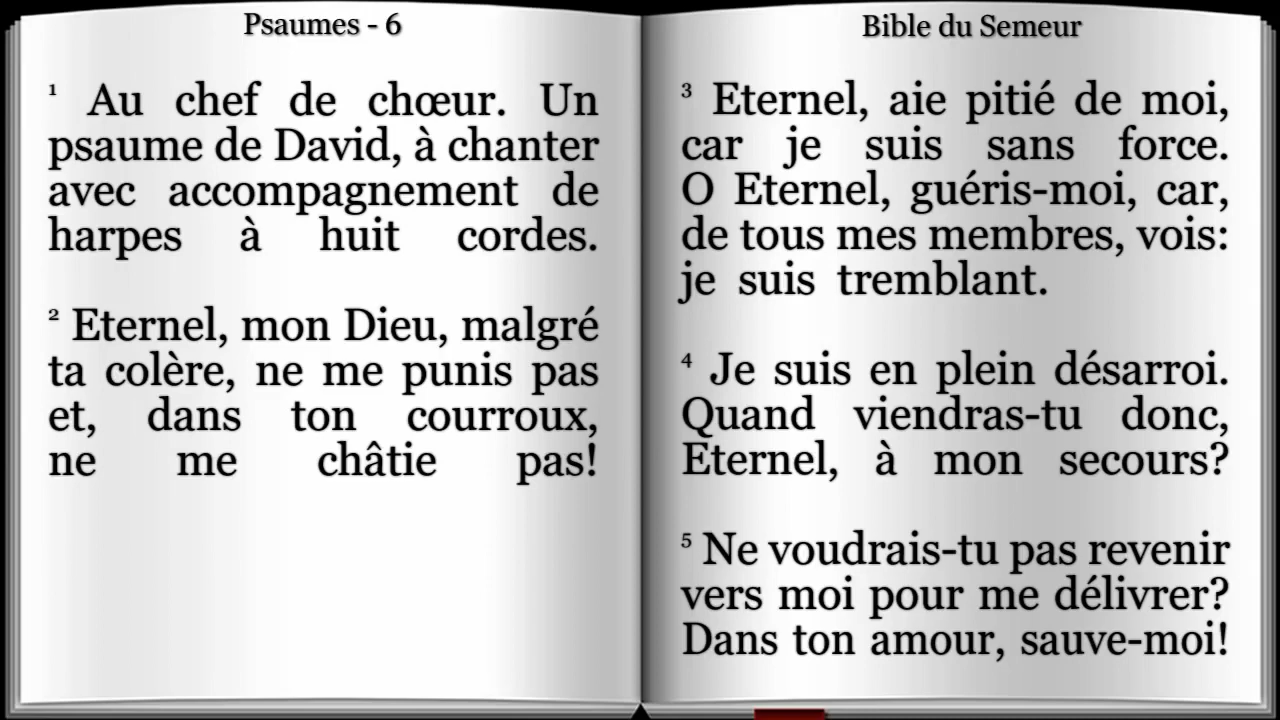 Psaumes - 6
¹ Au chef de chœur. Un
psaume de David, à chanter
avec accompagnement de
harpes à huit cordes.
² Eternel, mon Dieu, malgré
ta colère, ne me punis pas
et, dans ton courroux,
ne me châtie pas!
Bible du Semeur
³ Eternel, aie pitié de moi,
car je suis sans force.
O Eternel, guéris-moi, car,
de tous mes membres, vois:
je suis tremblant.
⁴ Je suis en plein désarroi.
Quand viendras-tu donc,
Eternel, à mon secours?
⁵ Ne voudrais-tu pas revenir
vers moi pour me délivrer?
Dans ton amour, sauve-moi!